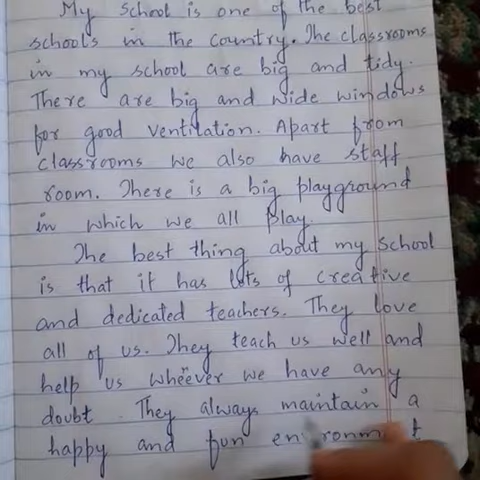 My school is one of the best
schools in the country. The classrooms
in my school are big and tidy.
There are big and wide windows
for good ventilation. Apart from
classrooms we also have staff
room. There is a big playground
in which we all play.
The best thing about my school
is that it has lots of creative
and dedicated teachers. They love
all of us. They teach us well and
help us wheever we have any
doubt. They always maintain a
happy and fun